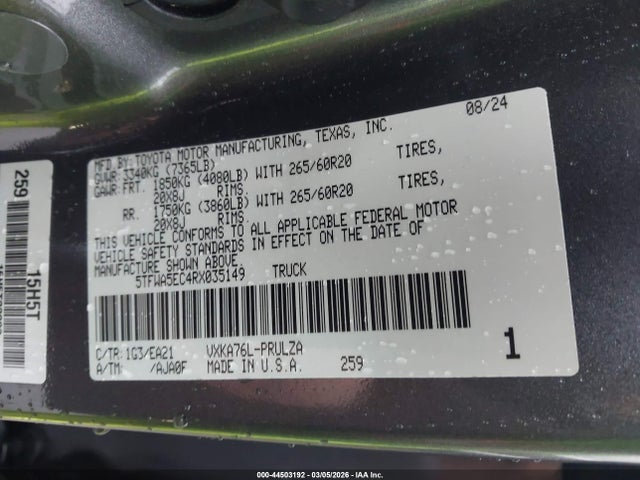 08/24
MFD BY: TOYOTA MOTOR MANUFACTURING, TEXAS, INC.
GVWR: 3340KG (7365LB)
GAWR: FRT. 1850KG (4080LB) WITH 265/60R20 TIRES,
20X8J RIMS.
RR. 1750KG (3860LB) WITH 265/60R20 TIRES,
20X8J RIMS.
THIS VEHICLE CONFORMS TO ALL APPLICABLE FEDERAL MOTOR
VEHICLE SAFETY STANDARDS IN EFFECT ON THE DATE OF
MANUFACTURE SHOWN ABOVE.
5TFWA5EC4RX035149 TRUCK
C/TR: 1G3/EA21 VXKA76L-PRULZA
A/TM: /AJA0F MADE IN U.S.A. 259
1
259
15H5T
000-44503192 - 03/05/2026 - IAA Inc.